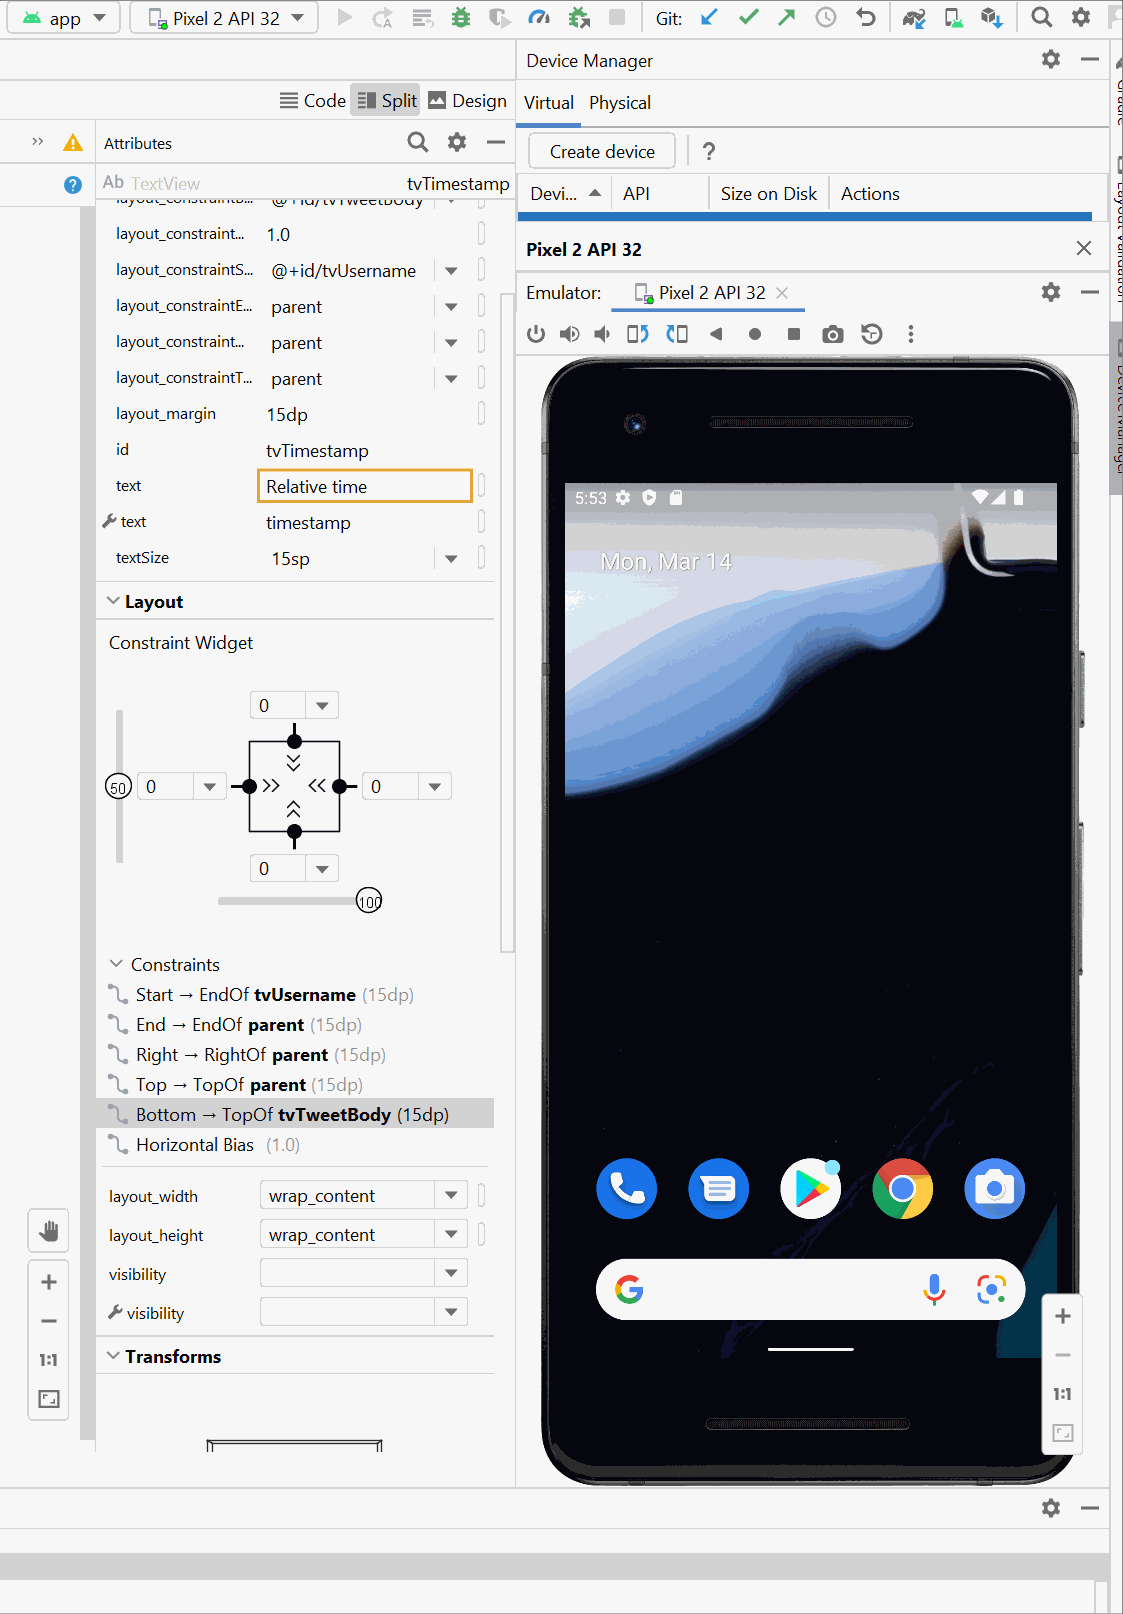 app
Pixel 2 API 32
Git:
Device Manager
Code Split Design
Virtual Physical
Attributes
Create device ?
Ab TextView tvTimestamp
Devi... API Size on Disk Actions
@+id/tvTweetBody
layout_constraint... 1.0
Pixel 2 API 32
layout_constraintS... @+id/tvUsername
Emulator: Pixel 2 API 32
layout_constraintE... parent
layout_constraint... parent
layout_constraintT... parent
layout_margin 15dp
id tvTimestamp
text Relative time
5:53
text timestamp
textSize 15sp
Mon, Mar 14
Layout
Constraint Widget
0
50 0 0
0
100
Constraints
Start → EndOf tvUsername (15dp)
End → EndOf parent (15dp)
Right → RightOf parent (15dp)
Top → TopOf parent (15dp)
Bottom → TopOf tvTweetBody (15dp)
Horizontal Bias (1.0)
layout_width wrap_content
layout_height wrap_content
visibility
visibility
1:1
Transforms
1:1
Device Manager